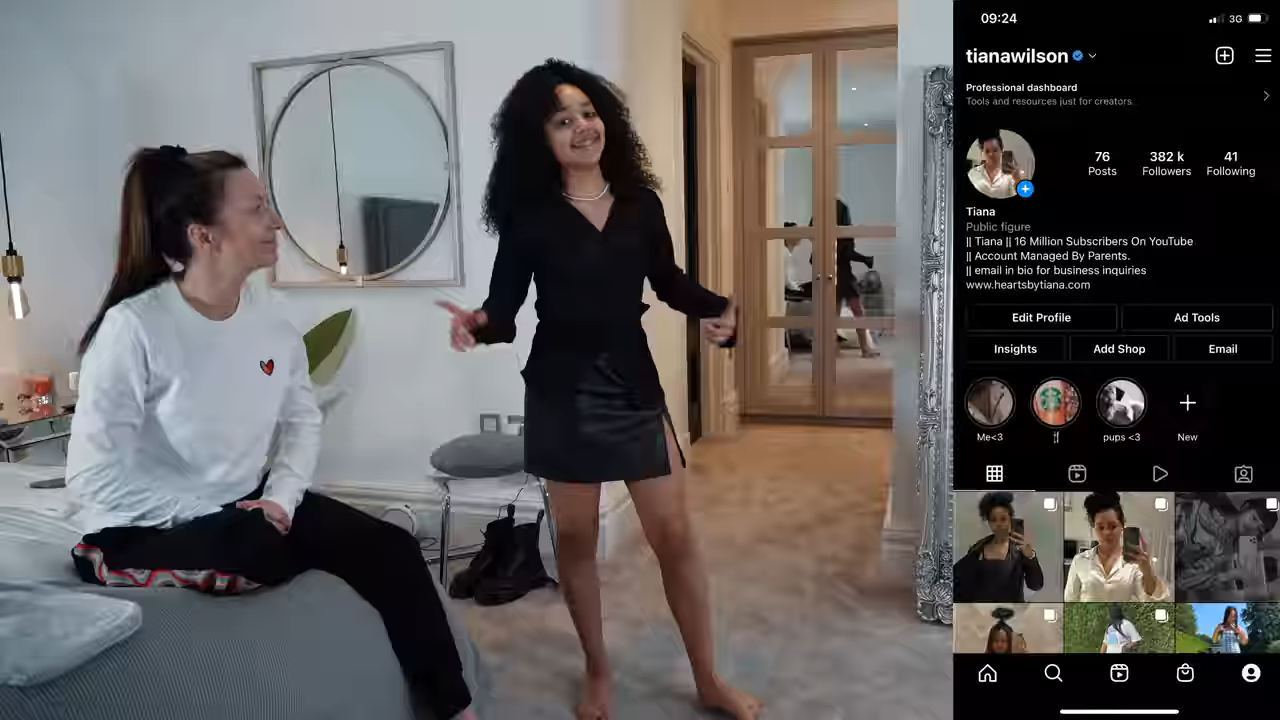 09:24
3G
tianawilson
Professional dashboard
Tools and resources just for creators.
76
382 k
41
Posts
Followers
Following
Tiana
Public figure
|| Tiana || 16 Million Subscribers On YouTube
|| Account Managed By Parents.
|| email in bio for business inquiries
www.heartsbytiana.com
Edit Profile
Ad Tools
Insights
Add Shop
Email
Me<3
pups <3
New